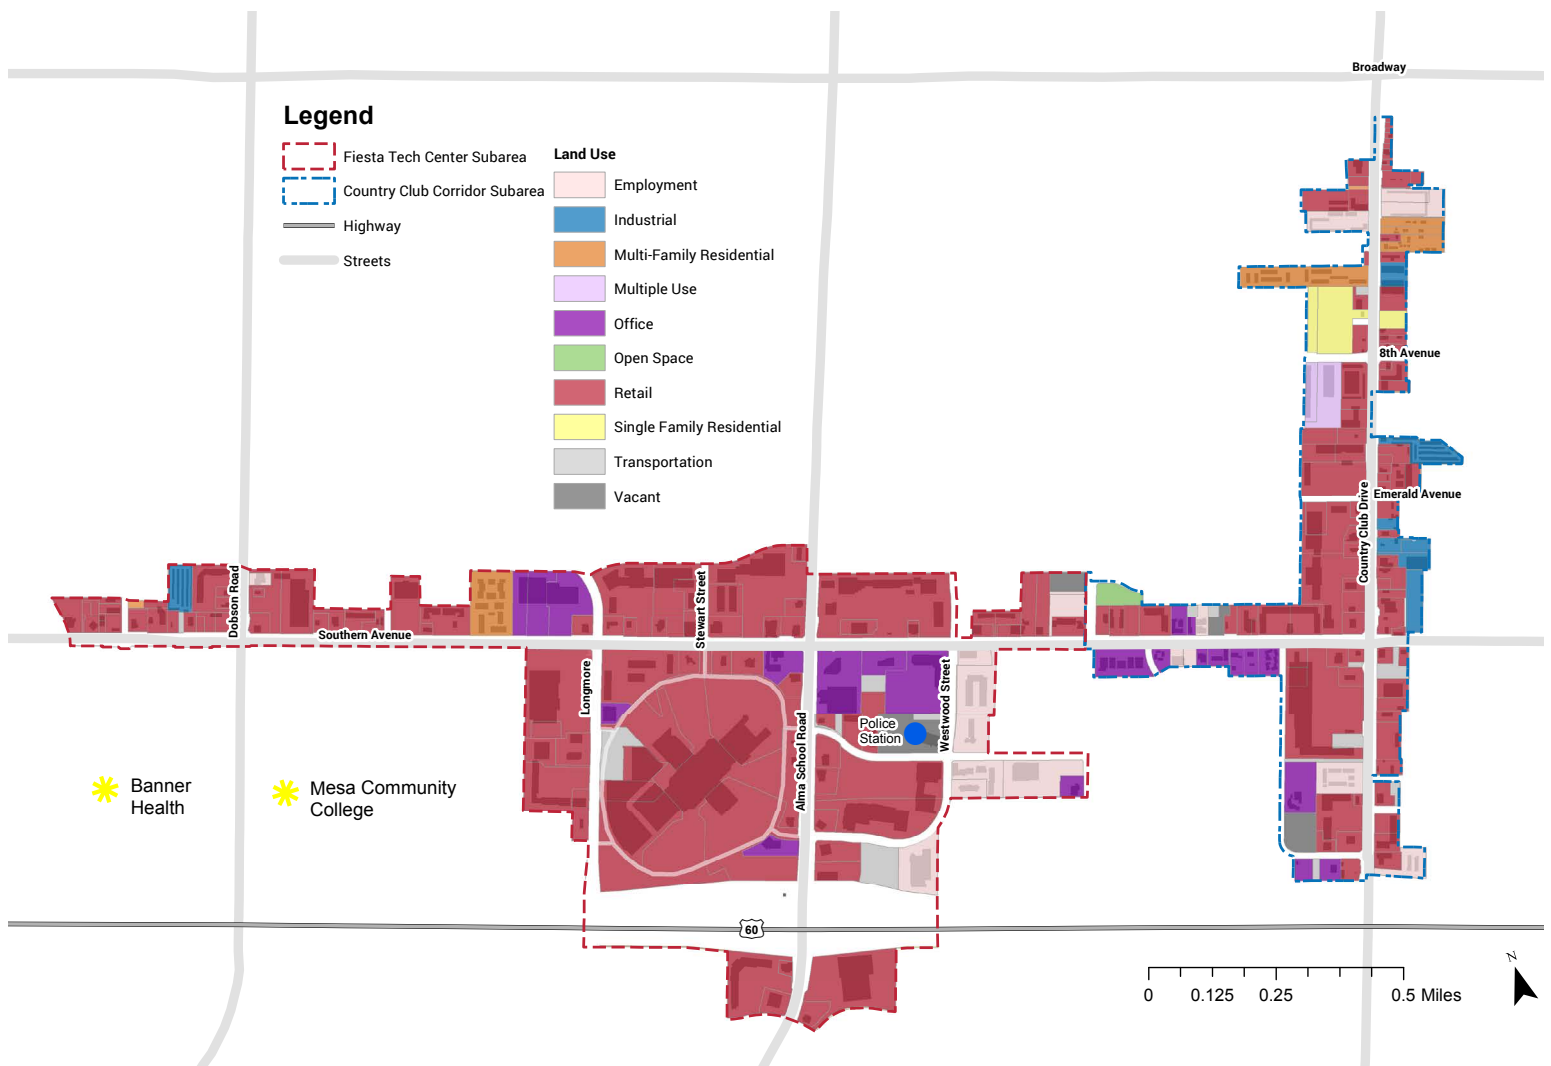 Broadway
Legend
Fiesta Tech Center Subarea
Country Club Corridor Subarea
Highway
Streets
Land Use
Employment
Industrial
Multi-Family Residential
Multiple Use
Office
Open Space
Retail
Single Family Residential
Transportation
Vacant
8th Avenue
Emerald Avenue
Country Club Drive
Dobson Road
Southern Avenue
Stewart Street
Longmore
Alma School Road
Westwood Street
Police
Station
Banner
Health
Mesa Community
College
60
N
0 0.125 0.25 0.5 Miles